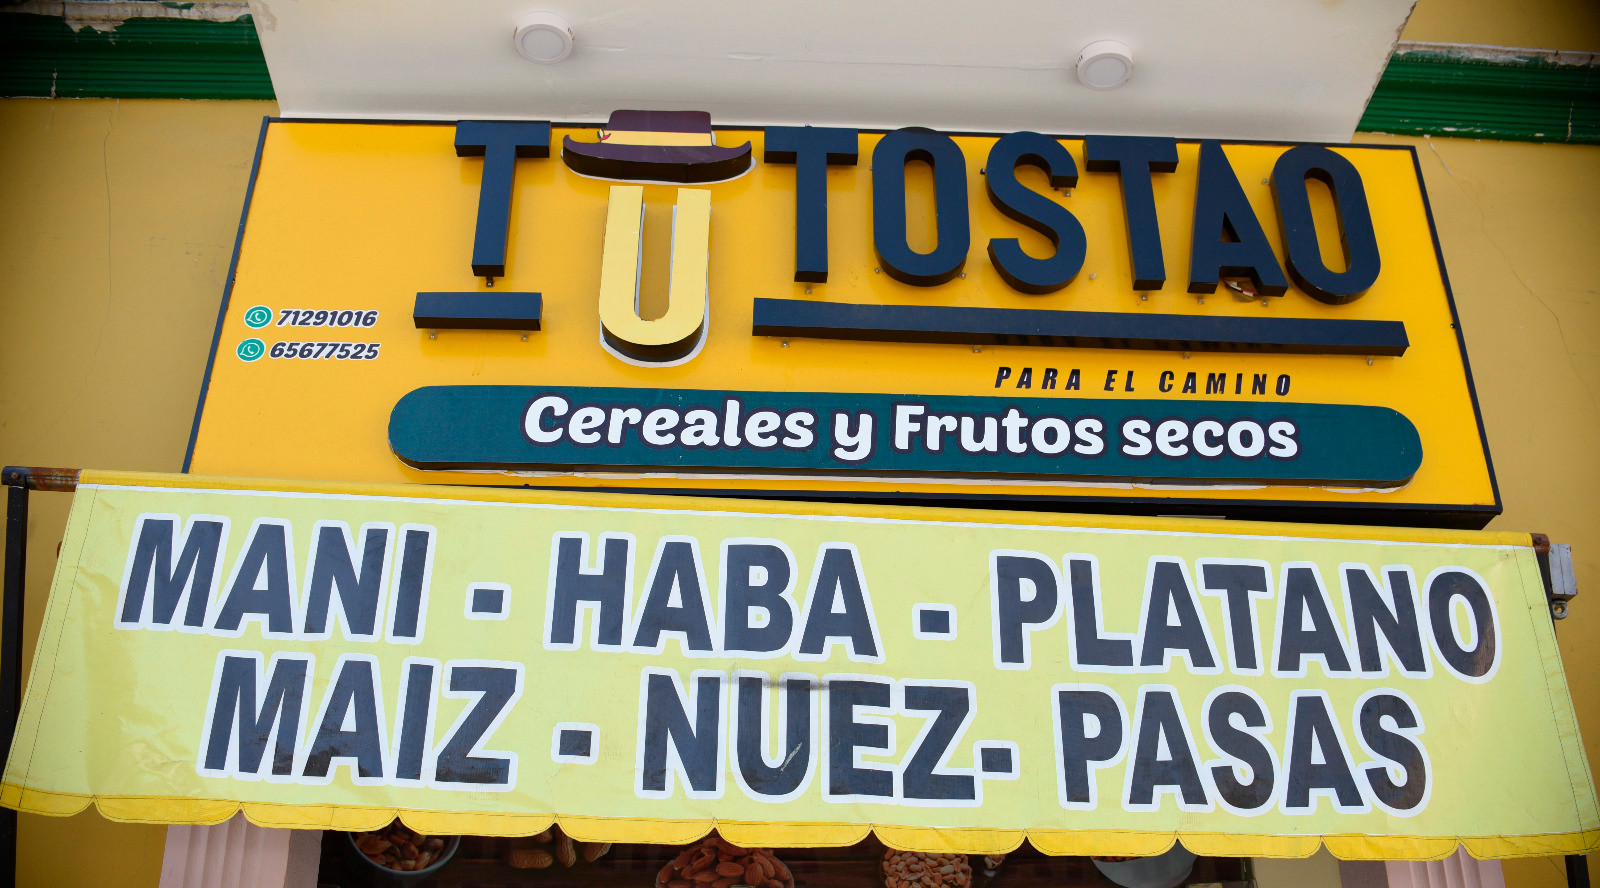 TU TOSTAO
71291016
65677525
PARA EL CAMINO
Cereales y Frutos secos
MANI - HABA - PLATANO
MAIZ - NUEZ- PASAS